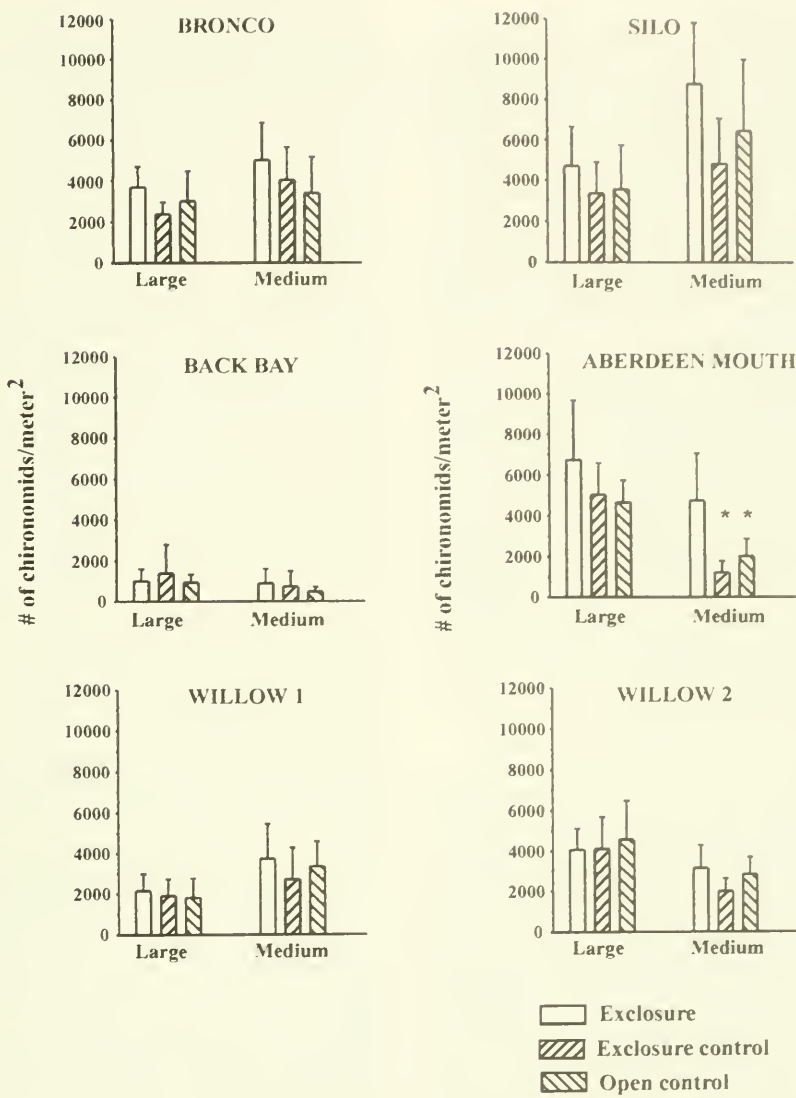 BRONCO
12000
10000
8000
6000
4000
2000
0
Large Medium
SILO
12000
10000
8000
6000
4000
2000
0
Large Medium
# of chironomids/meter2
BACK BAY
12000
10000
8000
6000
4000
2000
0
Large Medium
# of chironomids/meter2
ABERDEEN MOUTH
12000
10000
8000
6000
4000
2000
0
* *
Large Medium
WILLOW 1
12000
10000
8000
6000
4000
2000
0
Large Medium
WILLOW 2
12000
10000
8000
6000
4000
2000
0
Large Medium
Exclosure
Exclosure control
Open control